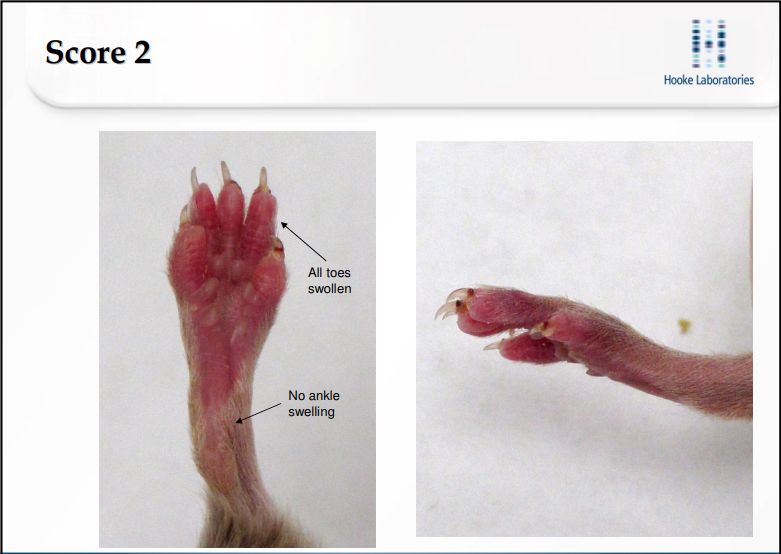 Score 2
Hooke Laboratories
All toes
swollen
No ankle
swelling